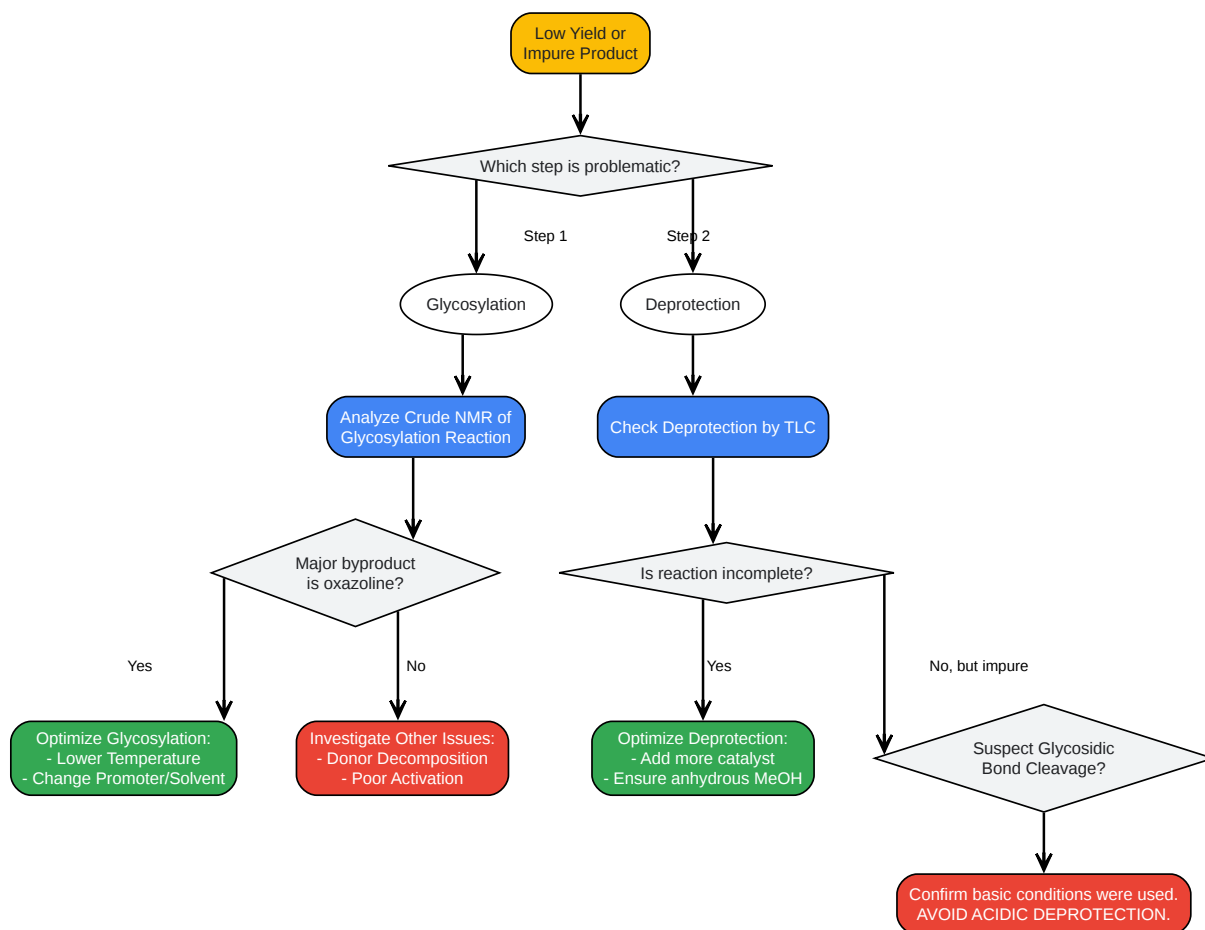 Low Yield or
Impure Product
Which step is problematic?
Step 1
Step 2
Glycosylation
Deprotection
Analyze Crude NMR of
Glycosylation Reaction
Check Deprotection by TLC
Major byproduct
is oxazoline?
Is reaction incomplete?
Yes
No
Yes
No, but impure
Optimize Glycosylation:
- Lower Temperature
- Change Promoter/Solvent
Investigate Other Issues:
- Donor Decomposition
- Poor Activation
Optimize Deprotection:
- Add more catalyst
- Ensure anhydrous MeOH
Suspect Glycosidic
Bond Cleavage?
Confirm basic conditions were used.
AVOID ACIDIC DEPROTECTION.